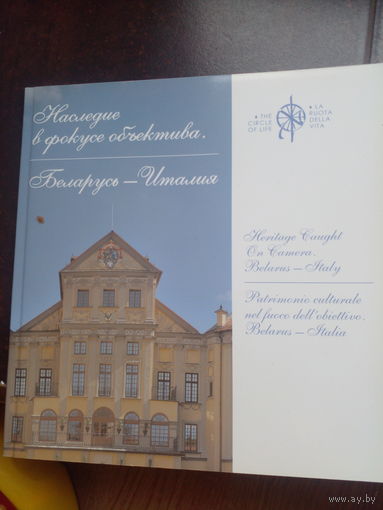 Наследие
в фокусе объектива.
Беларусь – Италия
THE
CIRCLE
OF LIFE
LA
RUOTA
DELLA
VITA
Heritage Caught
On Camera.
Belarus – Italy
Patrimonio culturale
nel fuoco dell'obiettivo.
Belarus – Italia
http://www.ay.by